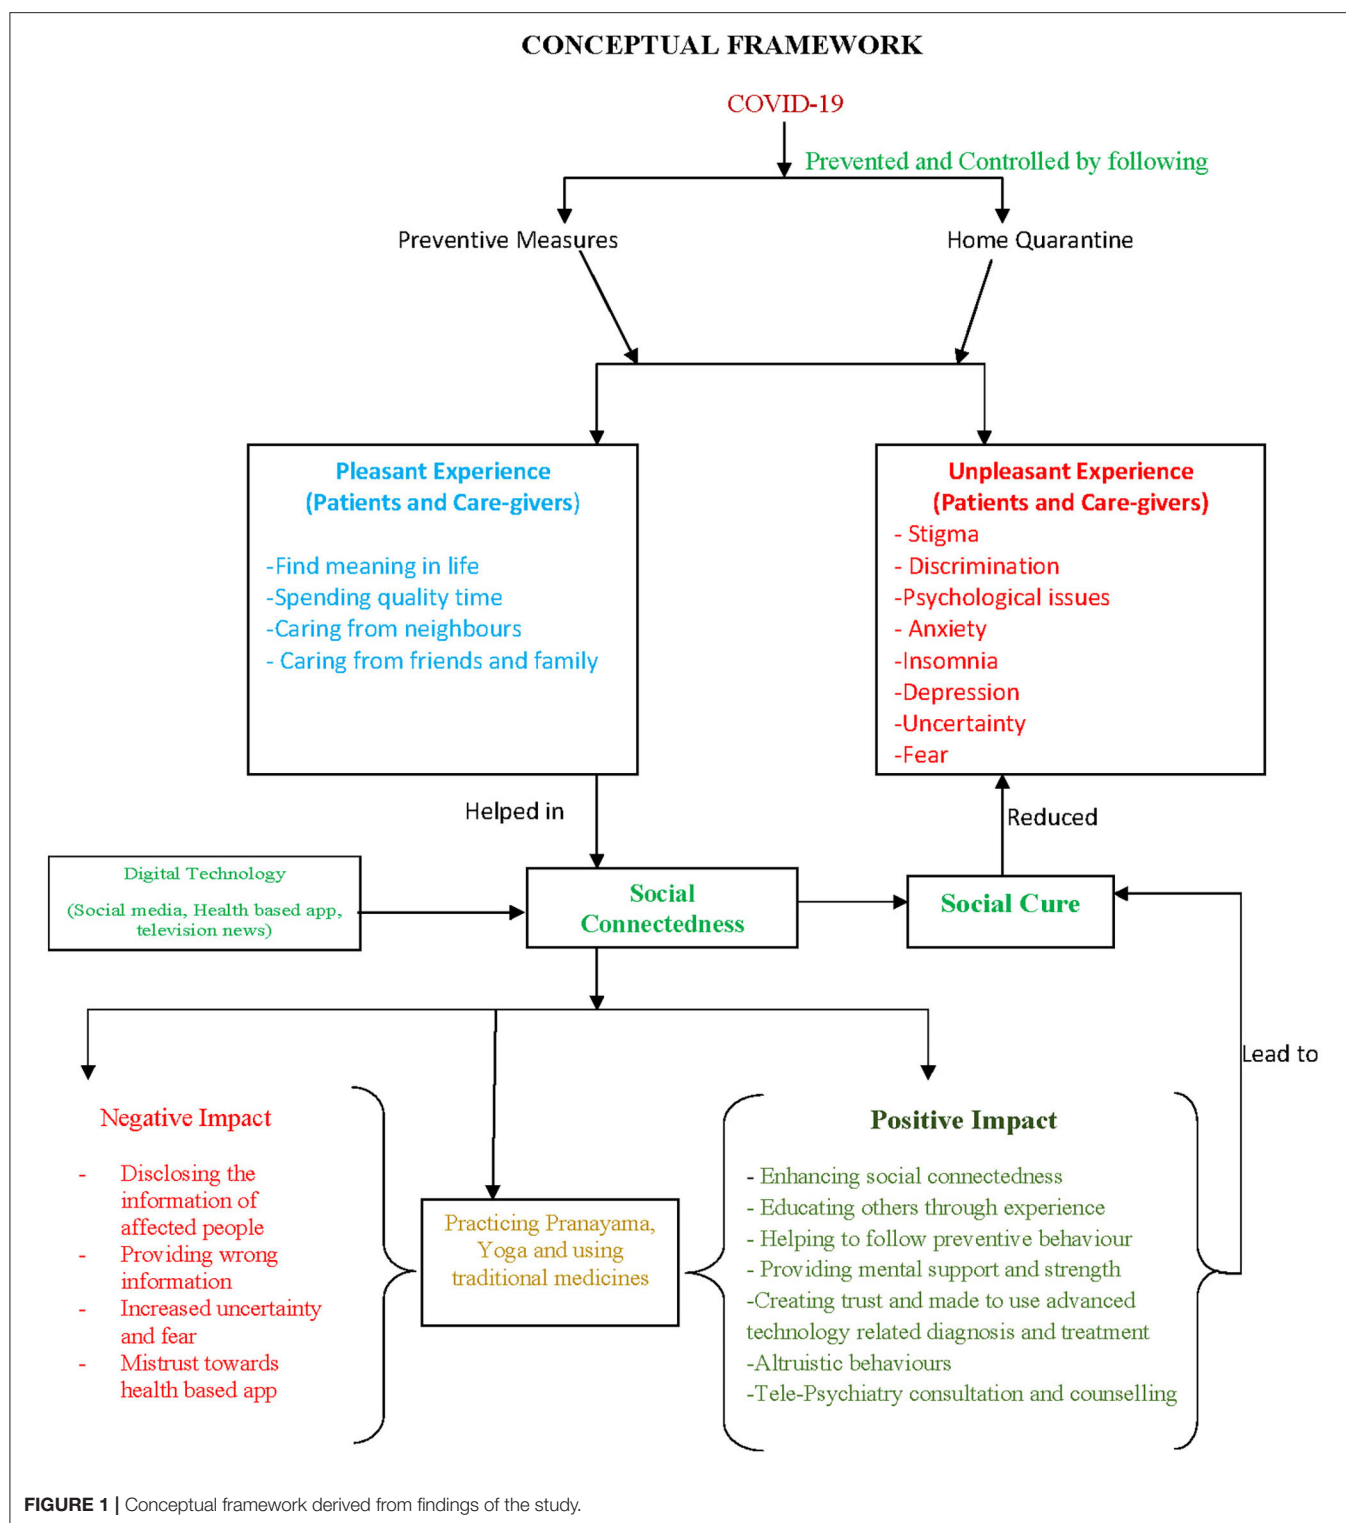 CONCEPTUAL FRAMEWORK
COVID-19
Prevented and Controlled by following
Preventive Measures
Home Quarantine
Pleasant Experience
(Patients and Care-givers)
-Find meaning in life
-Spending quality time
-Caring from neighbours
- Caring from friends and family
Unpleasant Experience
(Patients and Care-givers)
- Stigma
- Discrimination
-Psychological issues
- Anxiety
-Insomnia
-Depression
-Uncertainty
-Fear
Helped in
Reduced
Digital Technology
(Social media, Health based app,
television news)
Social
Connectedness
Social Cure
Lead to
Negative Impact
- Disclosing the
information of
affected people
- Providing wrong
information
- Increased uncertainty
and fear
- Mistrust towards
health based app
Practicing Pranayama,
Yoga and using
traditional medicines
Positive Impact
- Enhancing social connectedness
- Educating others through experience
- Helping to follow preventive behaviour
- Providing mental support and strength
-Creating trust and made to use advanced
technology related diagnosis and treatment
-Altruistic behaviours
-Tele-Psychiatry consultation and counselling
FIGURE 1 | Conceptual framework derived from findings of the study.